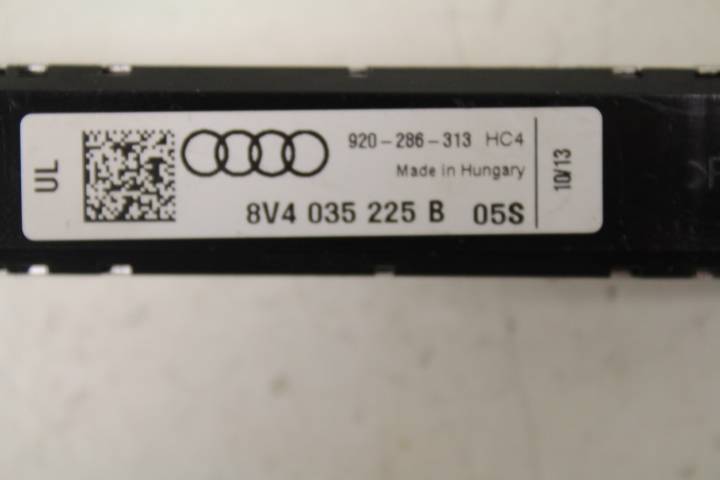 UL
920-286-313 HC4
Made in Hungary
8V4 035 225 B 05S
10/13